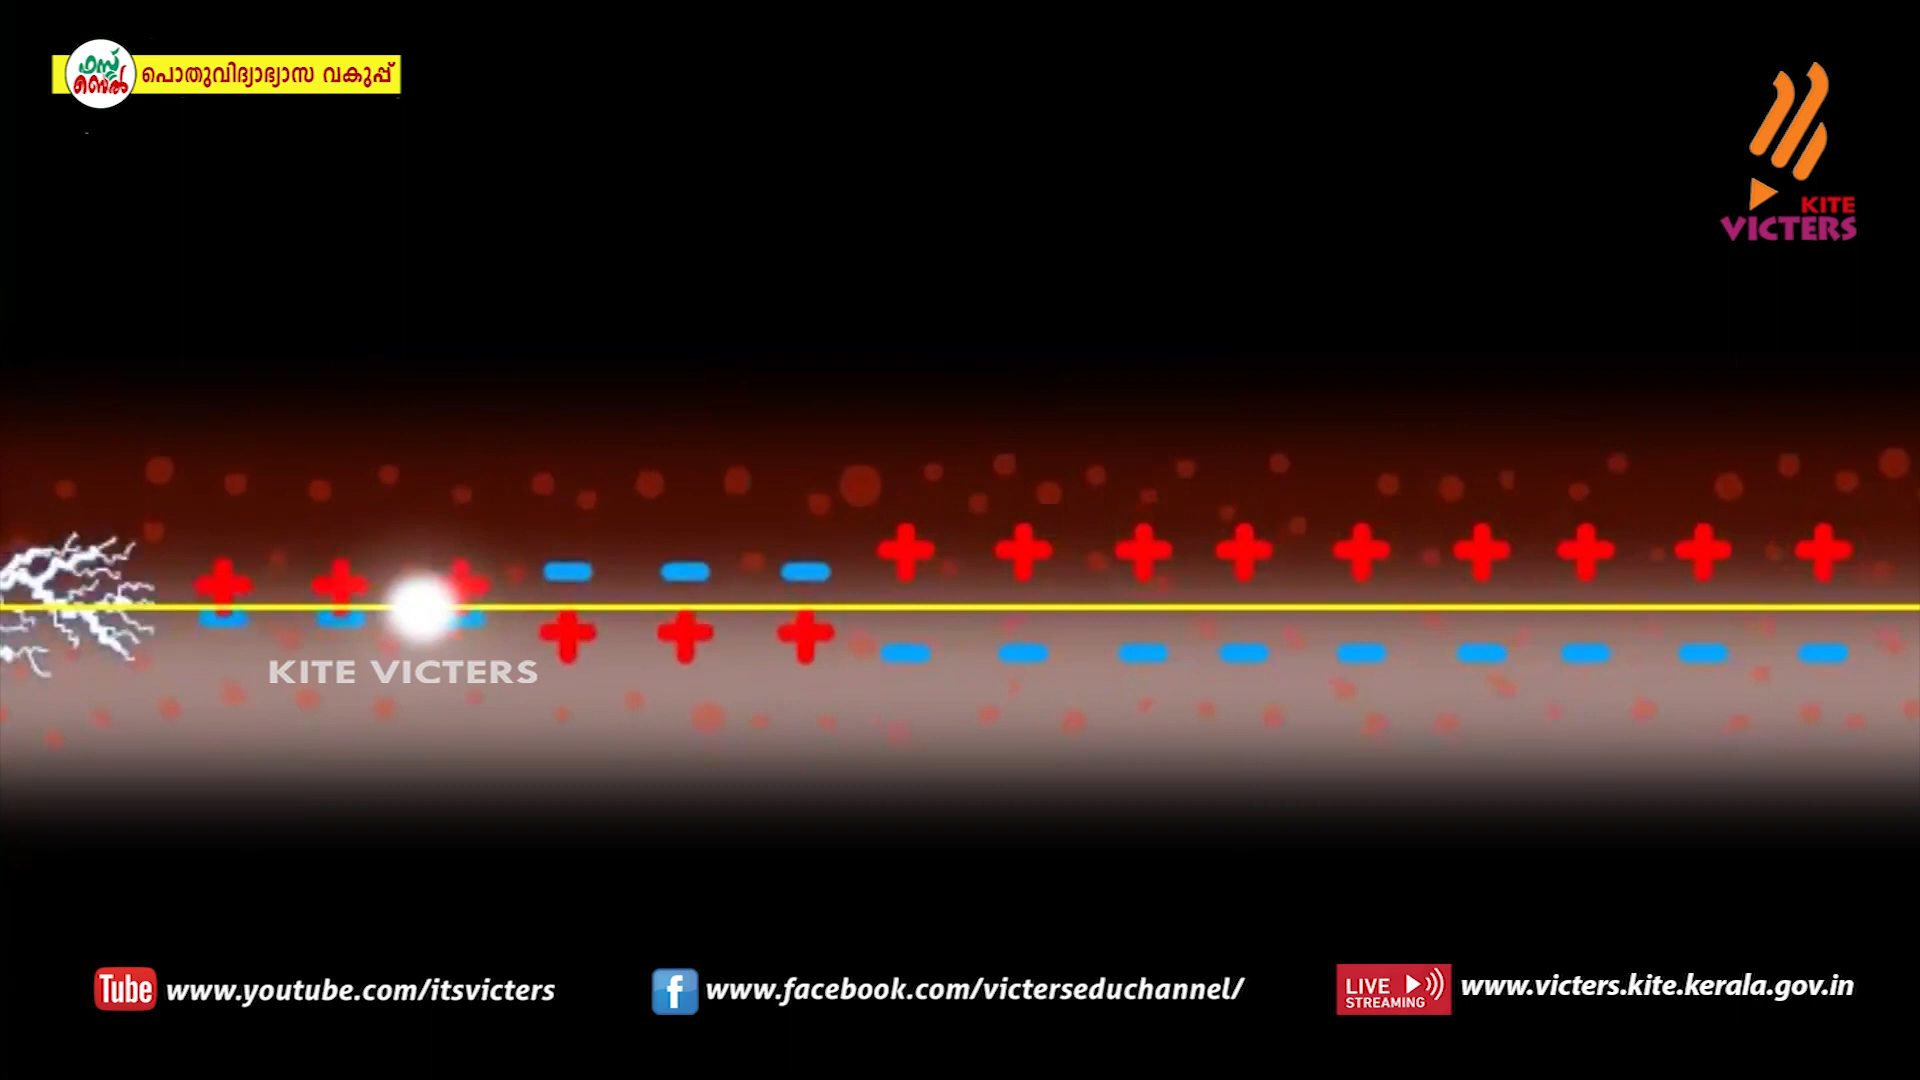 ഫസ്റ്റ്
ബെൽ
പൊതുവിദ്യാഭ്യാസ വകുപ്പ്
KITE
VICTERS
KITE VICTERS
Tube www.youtube.com/itsvicters
f www.facebook.com/victerseduchannel/
LIVE
STREAMING
www.victers.kite.kerala.gov.in